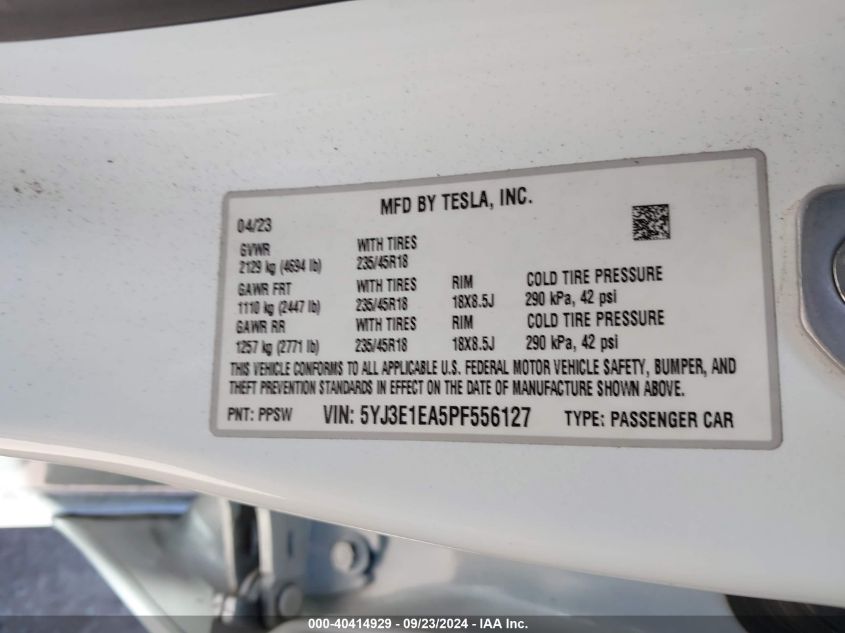 MFD BY TESLA, INC.
04/23
GVWR WITH TIRES
2129 kg (4694 lb) 235/45R18
GAWR FRT WITH TIRES RIM COLD TIRE PRESSURE
1110 kg (2447 lb) 235/45R18 18X8.5J 290 kPa, 42 psi
GAWR RR WITH TIRES RIM COLD TIRE PRESSURE
1257 kg (2771 lb) 235/45R18 18X8.5J 290 kPa, 42 psi
THIS VEHICLE CONFORMS TO ALL APPLICABLE U.S. FEDERAL MOTOR VEHICLE SAFETY, BUMPER, AND
THEFT PREVENTION STANDARDS IN EFFECT ON THE DATE OF MANUFACTURE SHOWN ABOVE.
PNT: PPSW VIN: 5YJ3E1EA5PF556127 TYPE: PASSENGER CAR
000-40414929 - 09/23/2024 - IAA Inc.